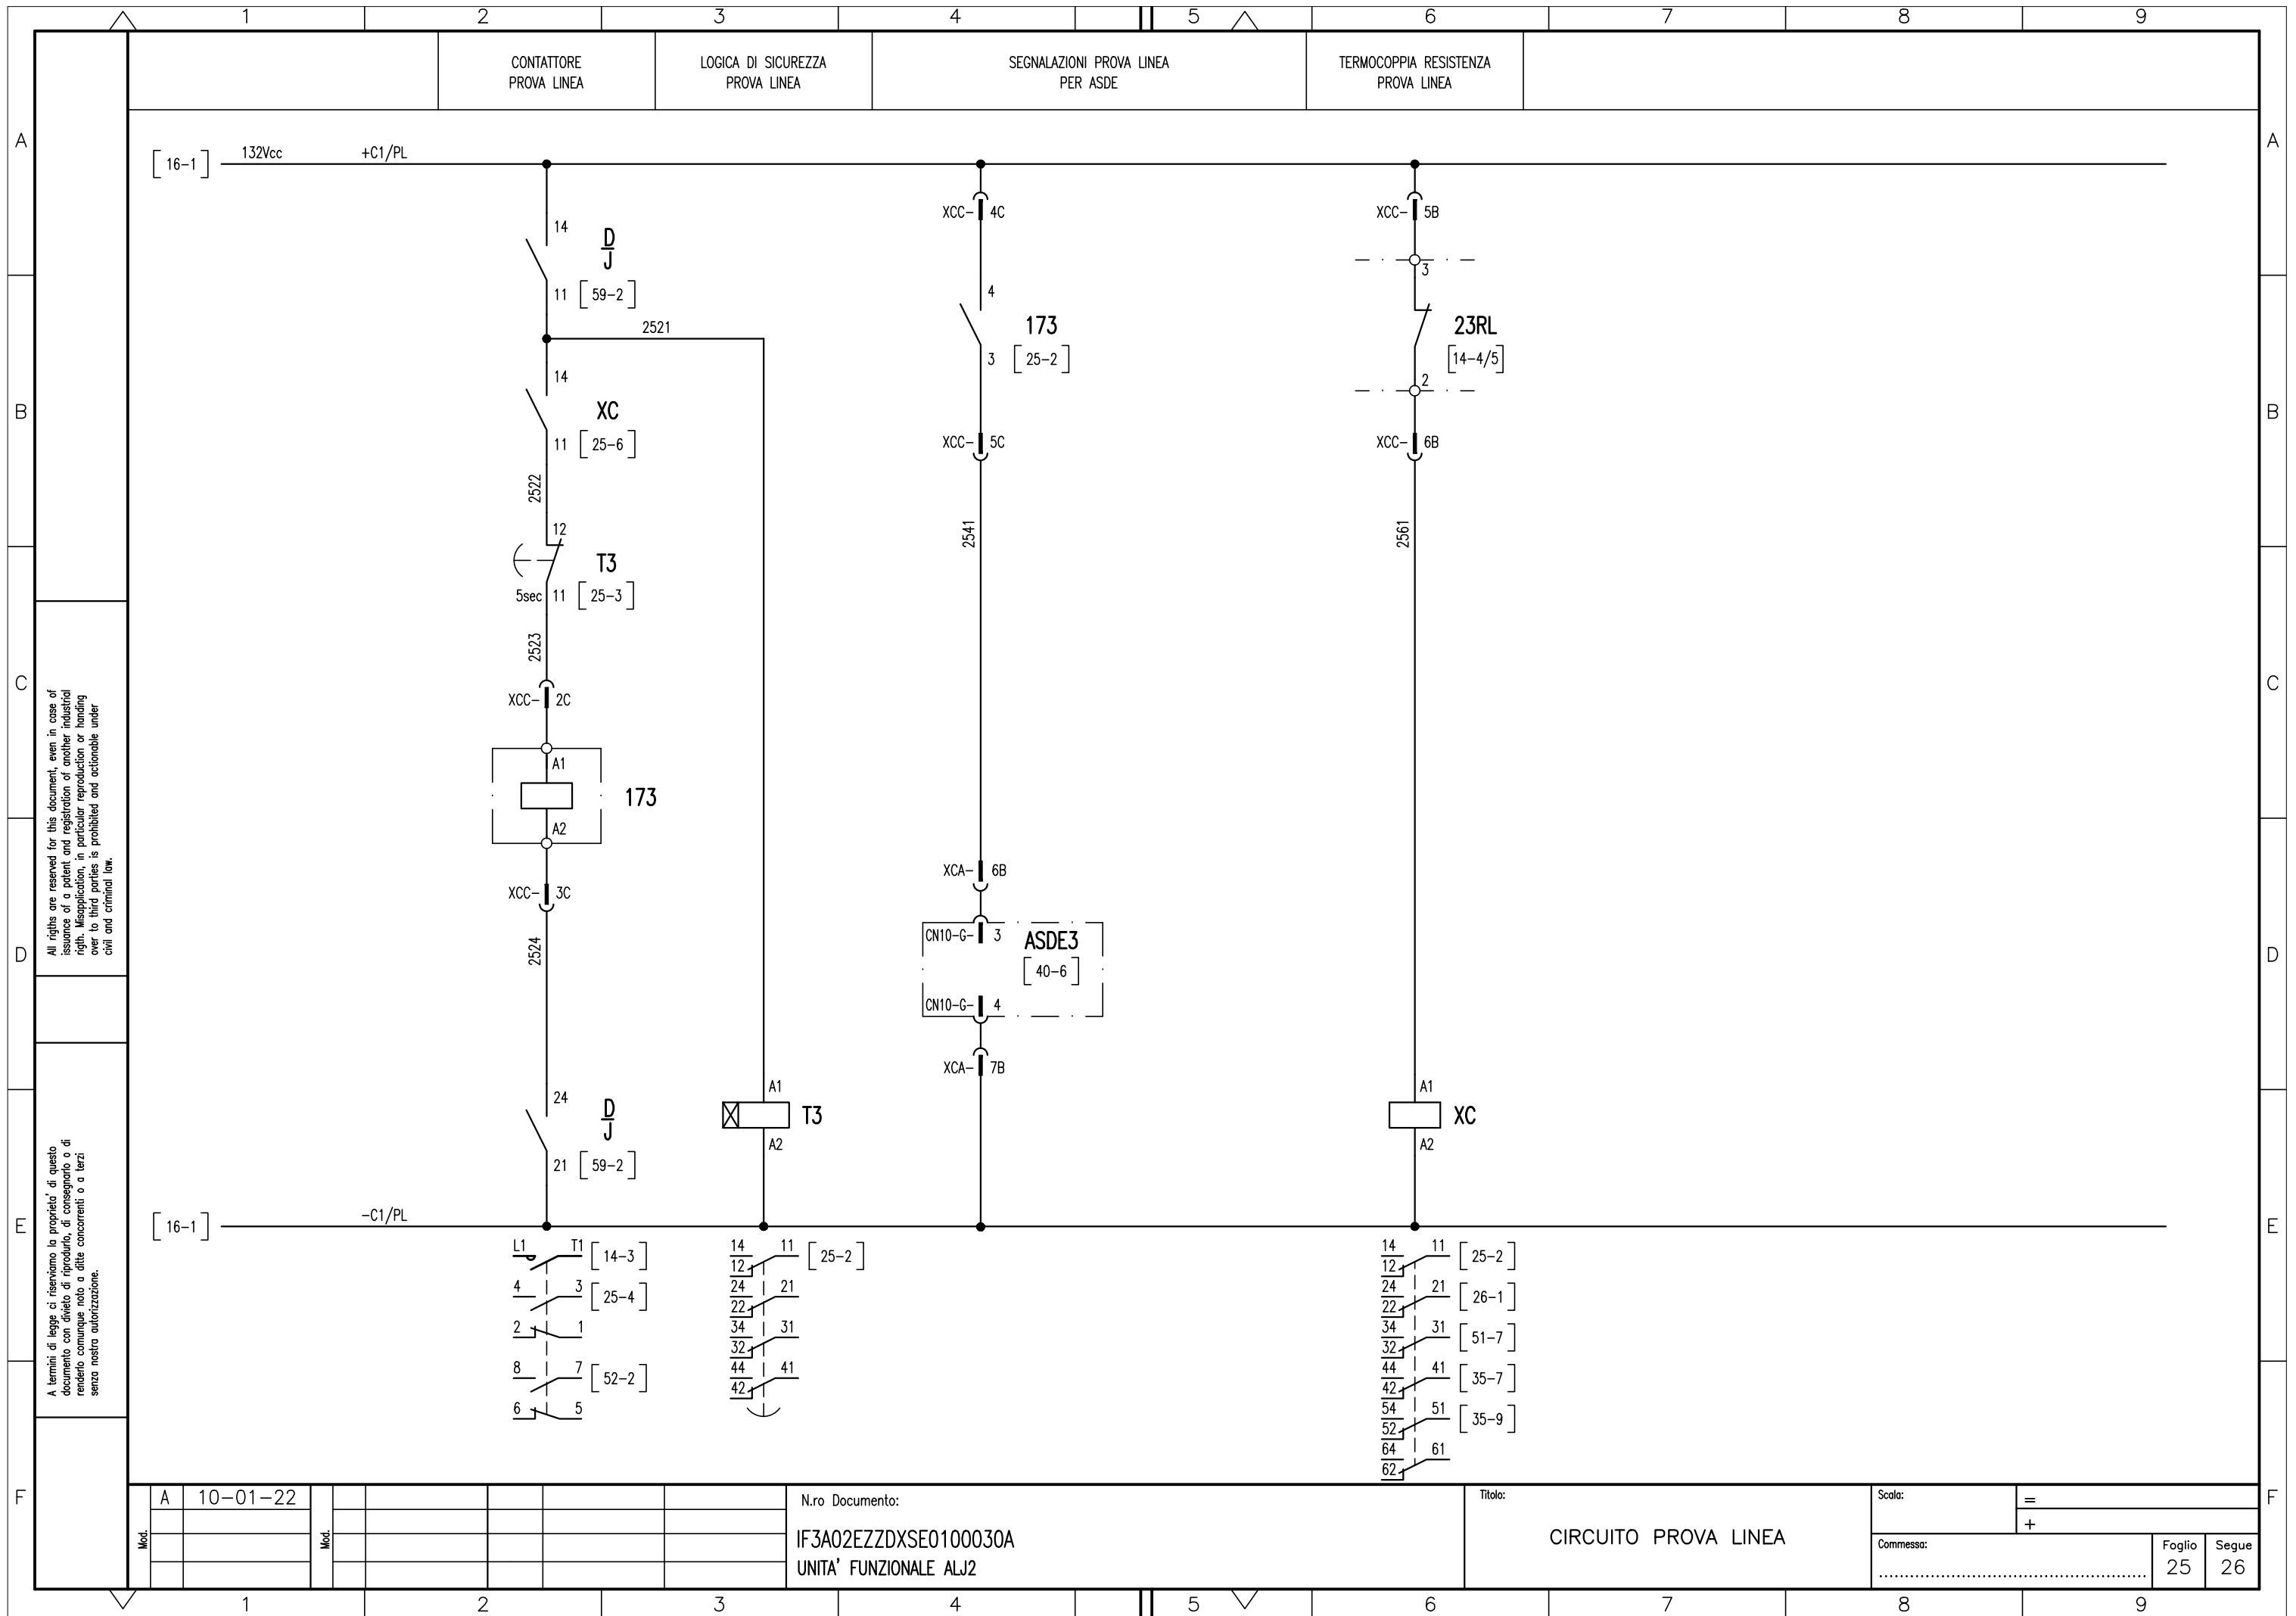 1 2 3 4 5 6 7 8 9
CONTATTORE
PROVA LINEA
LOGICA DI SICUREZZA
PROVA LINEA
SEGNALAZIONI PROVA LINEA
PER ASDE
TERMOCOPPIA RESISTENZA
PROVA LINEA
A A
B B
C C
D D
E E
F F
[16-1] 132Vcc +C1/PL
14
D
J
11 [59-2]
2521
14
XC
11 [25-6]
2522
12
T3
5sec 11 [25-3]
2523
XCC- 2C
A1
173
A2
XCC- 3C
2524
24
D
J
21 [59-2]
A1
T3
A2
XCC- 4C
4
173
3 [25-2]
XCC- 5C
2541
XCA- 6B
CN10-G- 3 ASDE3
[40-6]
CN10-G- 4
XCA- 7B
XCC- 5B
3
23RL
[14-4/5]
2
XCC- 6B
2561
A1
XC
A2
[16-1] -C1/PL
L1 T1 [14-3]
4 3 [25-4]
2 1
8 7 [52-2]
6 5
14 11 [25-2]
12
24 21
22
34 31
32
44 41
42
14 11 [25-2]
12
24 21 [26-1]
22
34 31 [51-7]
32
44 41 [35-7]
42
54 51 [35-9]
52
64 61
62
All rigths are reserved for this document, even in case of
issuance of a patent and registration of another industrial
rigth. Misapplication, in particular reproduction or handing
over to third parties is prohibited and actionable under
civil and criminal law.
A termini di legge ci riserviamo la proprieta' di questo
documento con divieto di riprodurlo, di consegnarlo o di
renderlo comunque noto a ditte concorrenti o a terzi
senza nostra autorizzazione.
Mod. A 10-01-22 Mod.
N.ro Documento:
IF3A02EZZDXSE0100030A
UNITA' FUNZIONALE ALJ2
Titolo:
CIRCUITO PROVA LINEA
Scala: =
+
Commessa: ................................................
Foglio
25
Segue
26
1 2 3 4 5 6 7 8 9